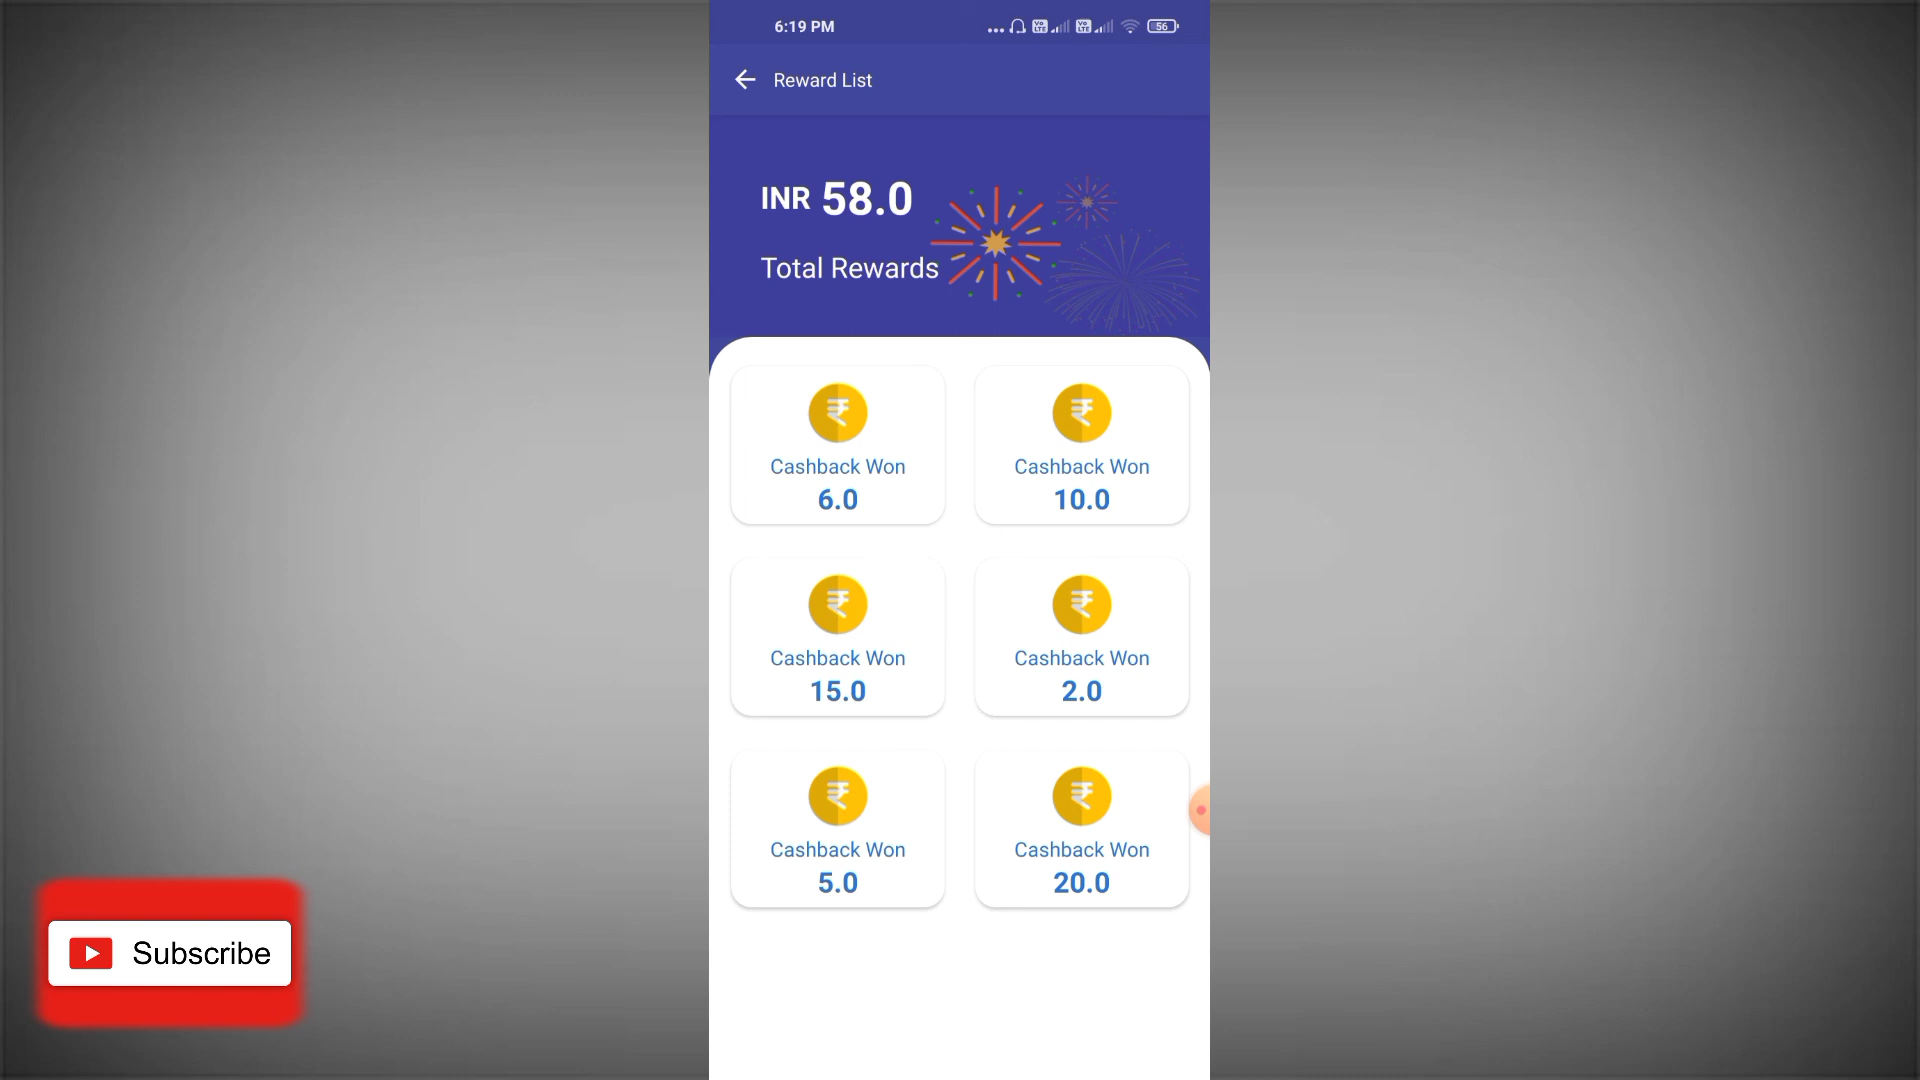 6:19 PM
56
Reward List
INR 58.0
Total Rewards
Cashback Won
6.0
Cashback Won
10.0
Cashback Won
15.0
Cashback Won
2.0
Cashback Won
5.0
Cashback Won
20.0
Subscribe